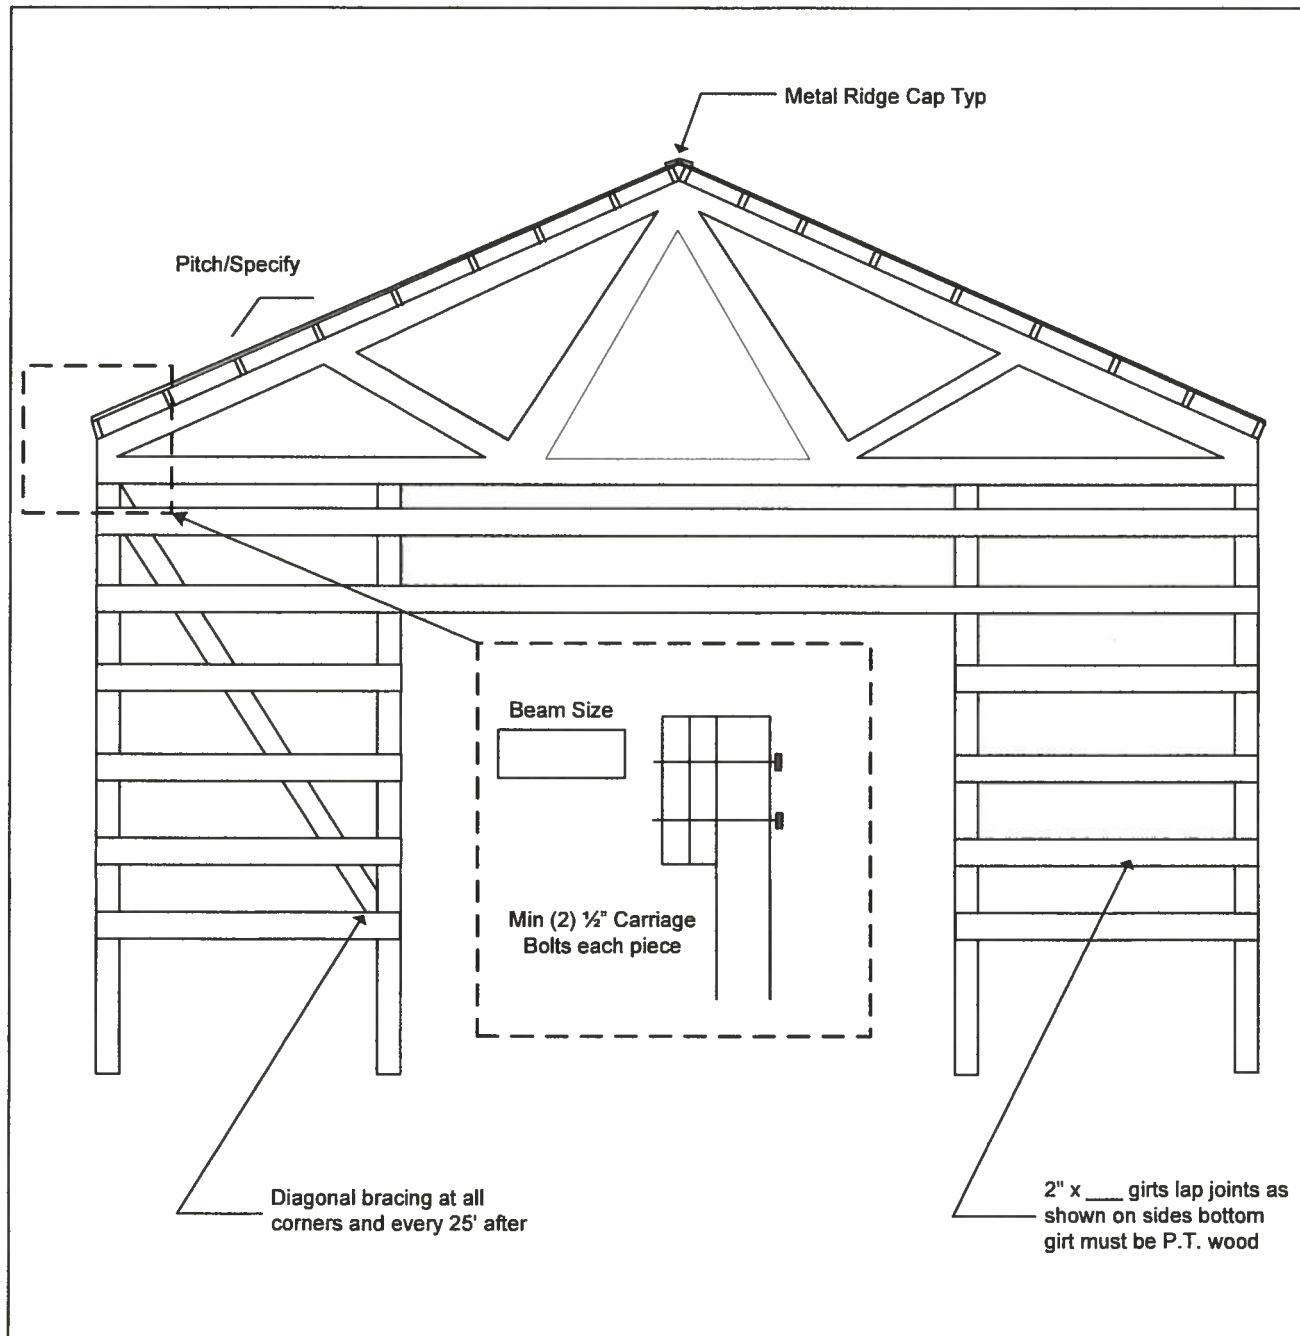 Metal Ridge Cap Typ
Pitch/Specify
Beam Size
Min (2) ½" Carriage
Bolts each piece
Diagonal bracing at all
corners and every 25' after
2" x ___ girts lap joints as
shown on sides bottom
girt must be P.T. wood